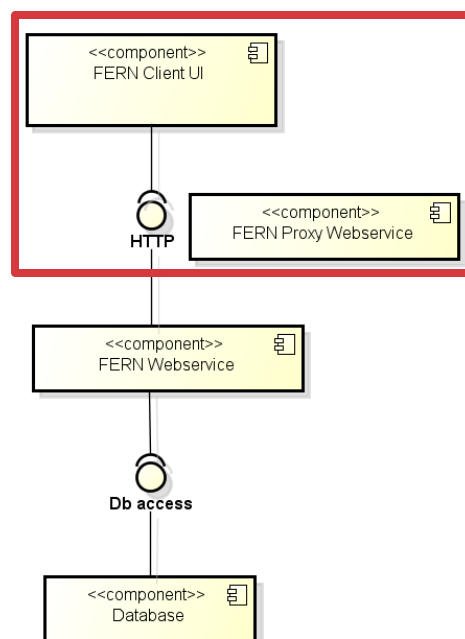 <<component>>
FERN Client UI
HTTP
<<component>>
FERN Proxy Webservice
<<component>>
FERN Webservice
Db access
<<component>>
Database